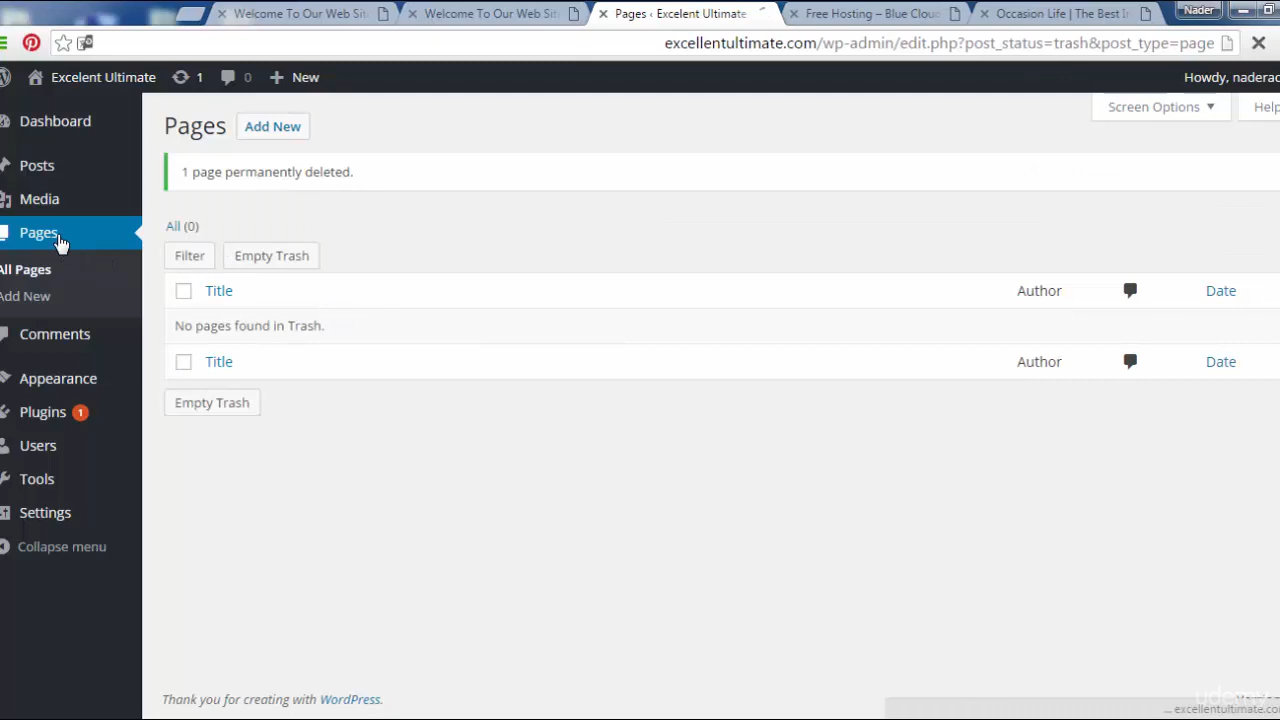 Welcome To Our Web Sit
Welcome To Our Web Sit
Pages ‹ Excelent Ultimate
Free Hosting – Blue Clou
Occasion Life | The Best I
Nader
excellentultimate.com/wp-admin/edit.php?post_status=trash&post_type=page
Excelent Ultimate
1
0
New
Howdy, naderac
Dashboard
Posts
Media
Pages
All Pages
Add New
Comments
Appearance
Plugins 1
Users
Tools
Settings
Collapse menu
Pages
Add New
Screen Options
Help
1 page permanently deleted.
All (0)
Filter
Empty Trash
Title
Author
Date
No pages found in Trash.
Title
Author
Date
Empty Trash
Thank you for creating with WordPress.
udemy
excellentultimate.co